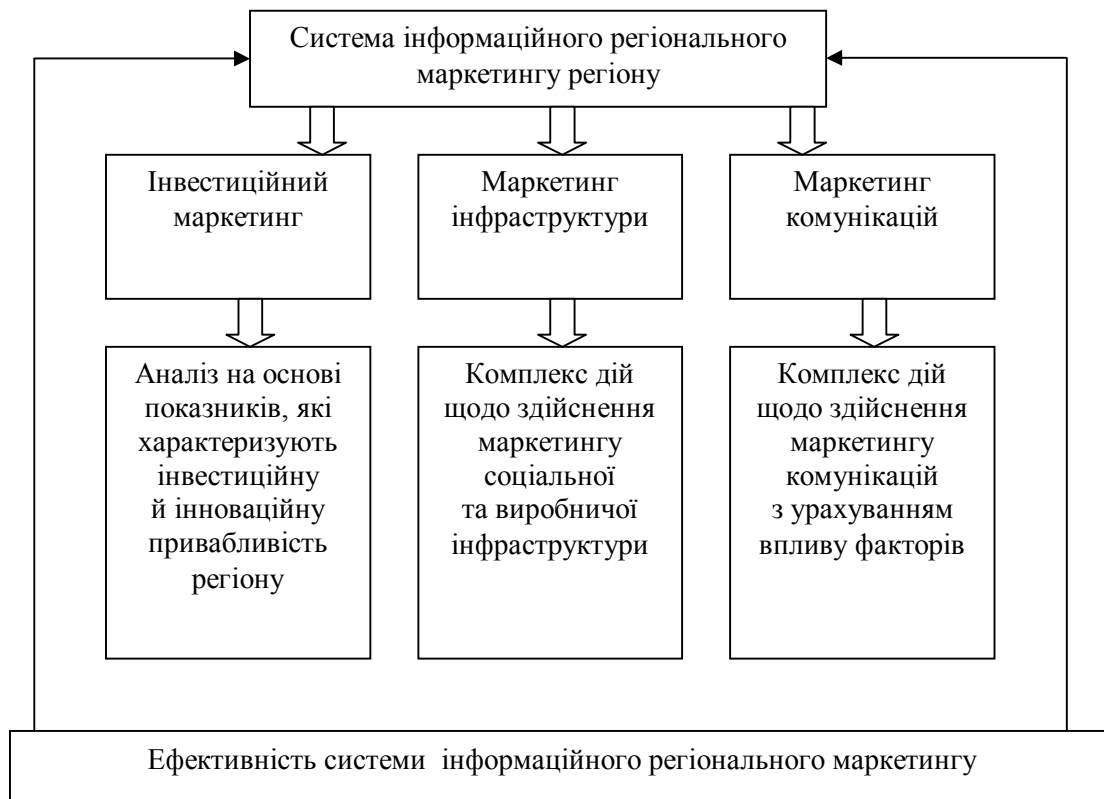 Система інформаційного регіонального
маркетингу регіону
Інвестиційний
маркетинг
Маркетинг
інфраструктури
Маркетинг
комунікацій
Аналіз на основі
показників, які
характеризують
інвестиційну
й інноваційну
привабливість
регіону
Комплекс дій
щодо здійснення
маркетингу
соціальної
та виробничої
інфраструктури
Комплекс дій
щодо здійснення
маркетингу
комунікацій
з урахуванням
впливу факторів
Ефективність системи інформаційного регіонального маркетингу